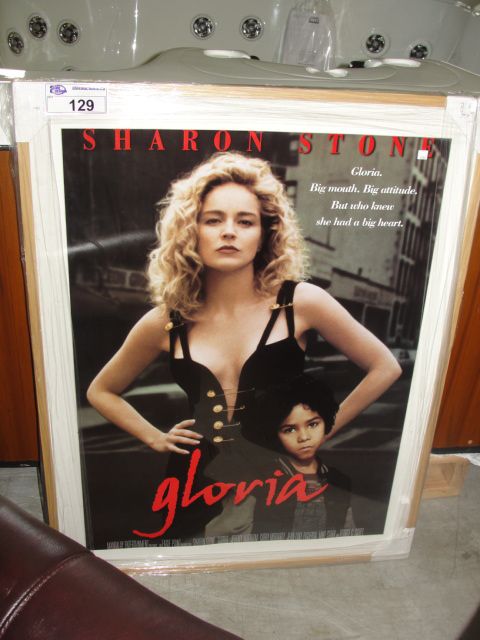 129
SHARON STONE
Gloria.
Big mouth. Big attitude.
But who knew
she had a big heart.
gloria